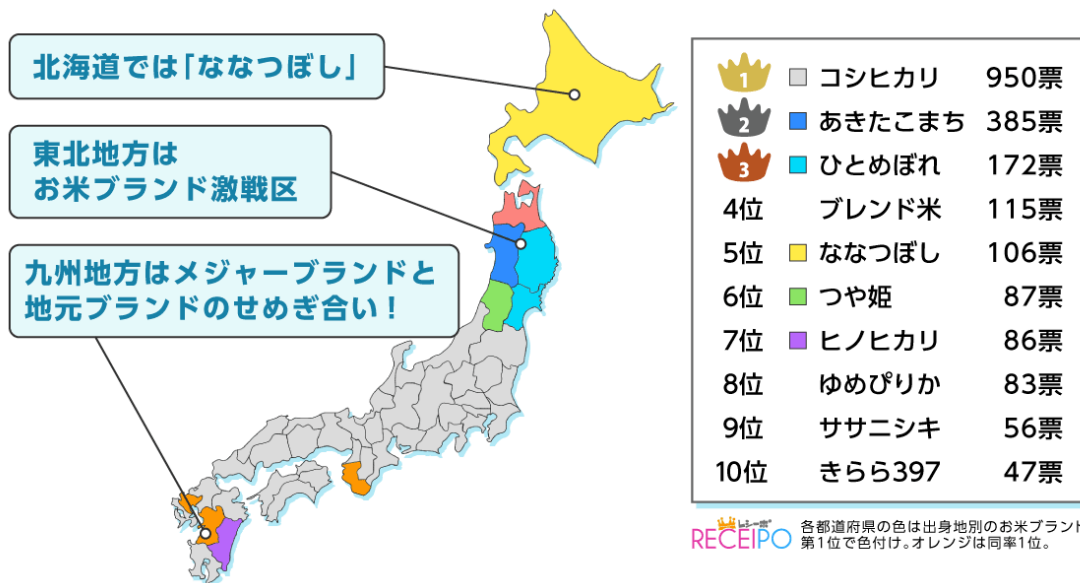 北海道では「ななつぼし」
東北地方は
お米ブランド激戦区
九州地方はメジャーブランドと
地元ブランドのせめぎ合い！
1 コシヒカリ 950票
2 あきたこまち 385票
3 ひとめぼれ 172票
4位 ブレンド米 115票
5位 ななつぼし 106票
6位 つや姫 87票
7位 ヒノヒカリ 86票
8位 ゆめぴりか 83票
9位 ササニシキ 56票
10位 きらら397 47票
レシーポ
RECEIPO
各都道府県の色は出身地別のお米ブランド
第1位で色付け。オレンジは同率1位。